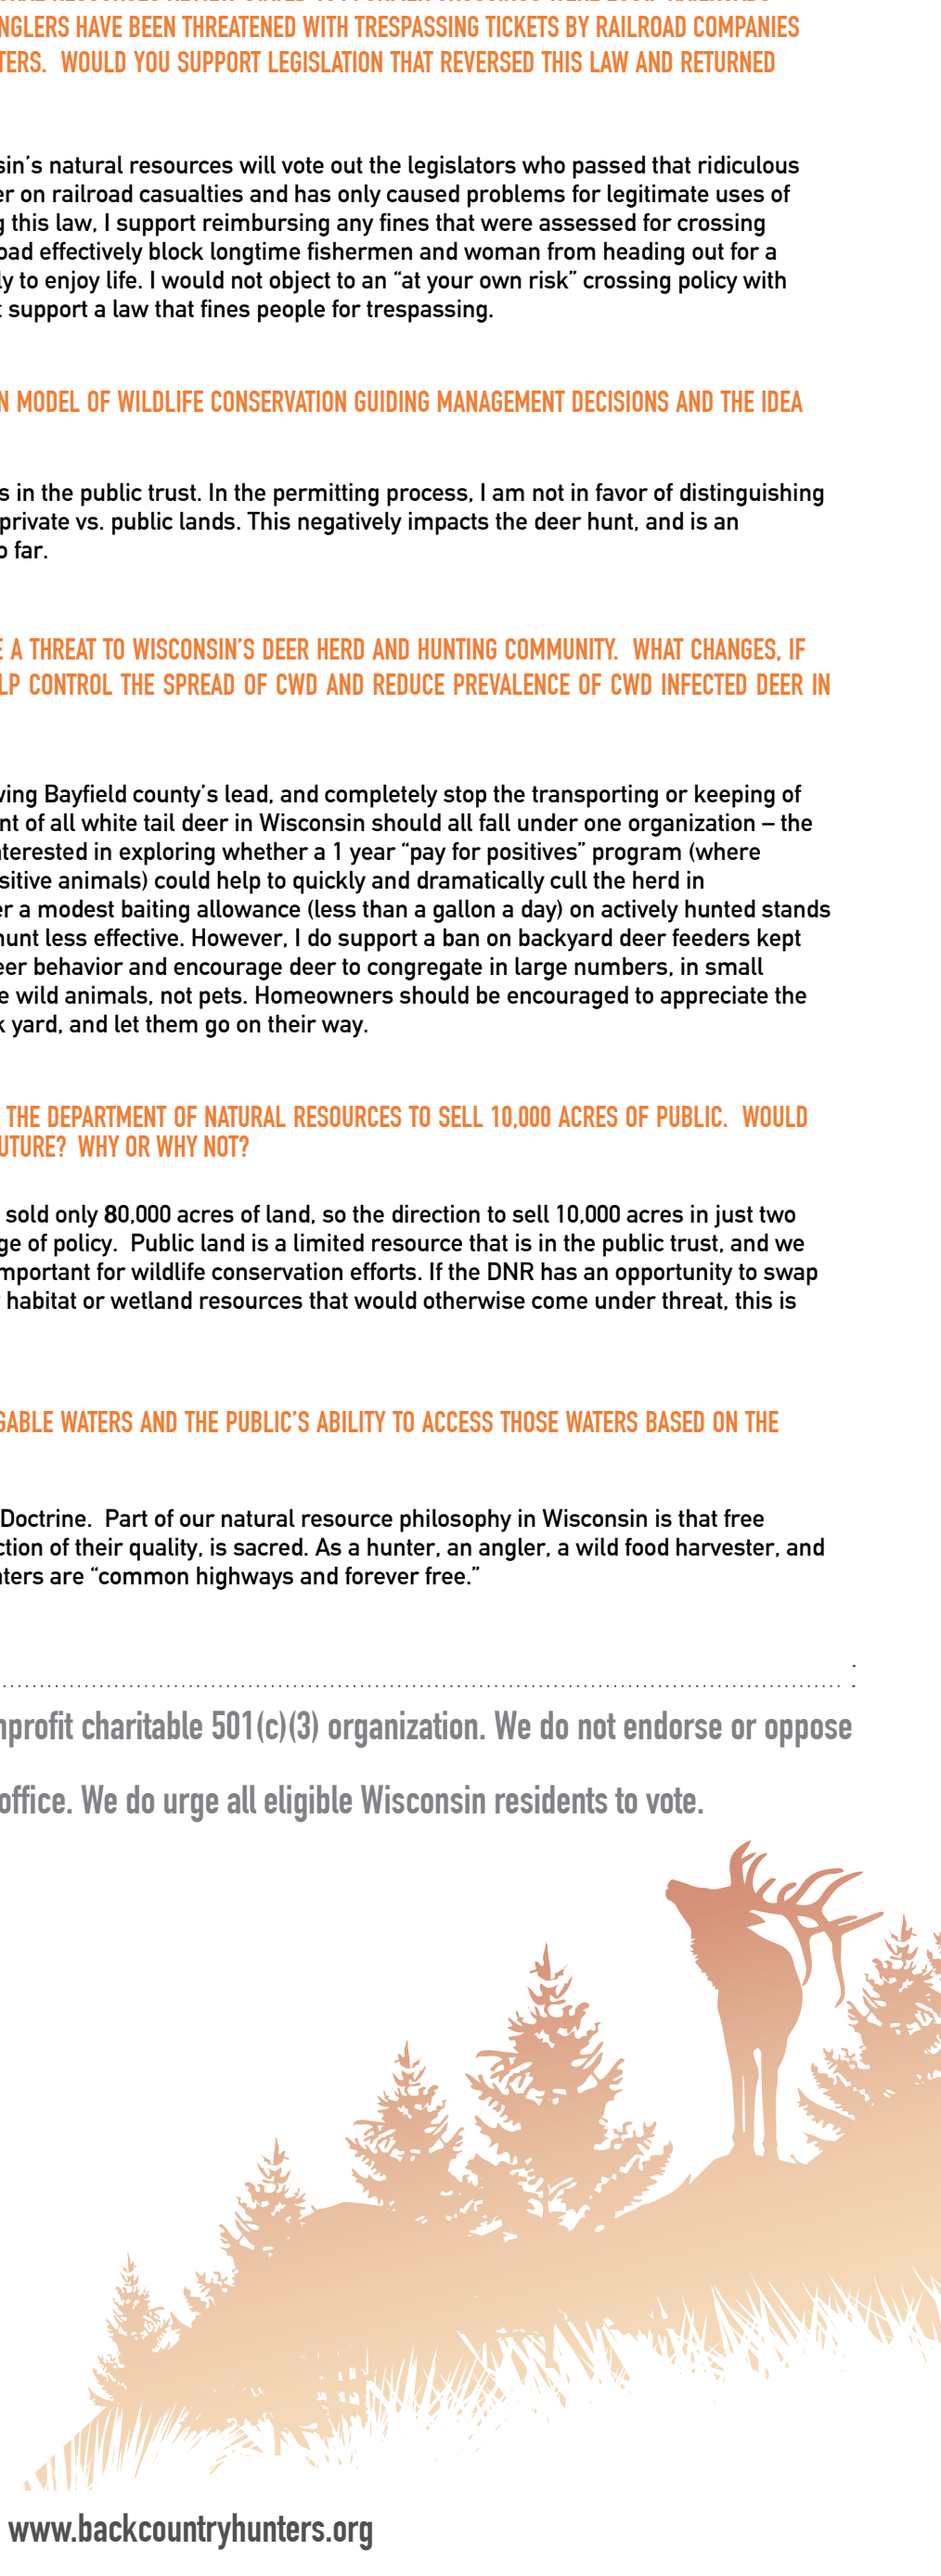 NGLERS HAVE BEEN THREATENED WITH TRESPASSING TICKETS BY RAILROAD COMPANIES
TERS. WOULD YOU SUPPORT LEGISLATION THAT REVERSED THIS LAW AND RETURNED
sin's natural resources will vote out the legislators who passed that ridiculous
er on railroad casualties and has only caused problems for legitimate uses of
g this law, I support reimbursing any fines that were assessed for crossing
oad effectively block longtime fishermen and woman from heading out for a
ly to enjoy life. I would not object to an “at your own risk” crossing policy with
t support a law that fines people for trespassing.
N MODEL OF WILDLIFE CONSERVATION GUIDING MANAGEMENT DECISIONS AND THE IDEA
s in the public trust. In the permitting process, I am not in favor of distinguishing
private vs. public lands. This negatively impacts the deer hunt, and is an
o far.
E A THREAT TO WISCONSIN'S DEER HERD AND HUNTING COMMUNITY. WHAT CHANGES, IF
LP CONTROL THE SPREAD OF CWD AND REDUCE PREVALENCE OF CWD INFECTED DEER IN
ving Bayfield county's lead, and completely stop the transporting or keeping of
nt of all white tail deer in Wisconsin should all fall under one organization – the
nterested in exploring whether a 1 year “pay for positives” program (where
sitive animals) could help to quickly and dramatically cull the herd in
er a modest baiting allowance (less than a gallon a day) on actively hunted stands
hunt less effective. However, I do support a ban on backyard deer feeders kept
eer behavior and encourage deer to congregate in large numbers, in small
e wild animals, not pets. Homeowners should be encouraged to appreciate the
k yard, and let them go on their way.
THE DEPARTMENT OF NATURAL RESOURCES TO SELL 10,000 ACRES OF PUBLIC. WOULD
UTURE? WHY OR WHY NOT?
sold only 80,000 acres of land, so the direction to sell 10,000 acres in just two
ge of policy. Public land is a limited resource that is in the public trust, and we
mportant for wildlife conservation efforts. If the DNR has an opportunity to swap
habitat or wetland resources that would otherwise come under threat, this is
GABLE WATERS AND THE PUBLIC'S ABILITY TO ACCESS THOSE WATERS BASED ON THE
Doctrine. Part of our natural resource philosophy in Wisconsin is that free
ction of their quality, is sacred. As a hunter, an angler, a wild food harvester, and
aters are “common highways and forever free.”
nprofit charitable 501(c)(3) organization. We do not endorse or oppose
office. We do urge all eligible Wisconsin residents to vote.
www.backcountryhunters.org